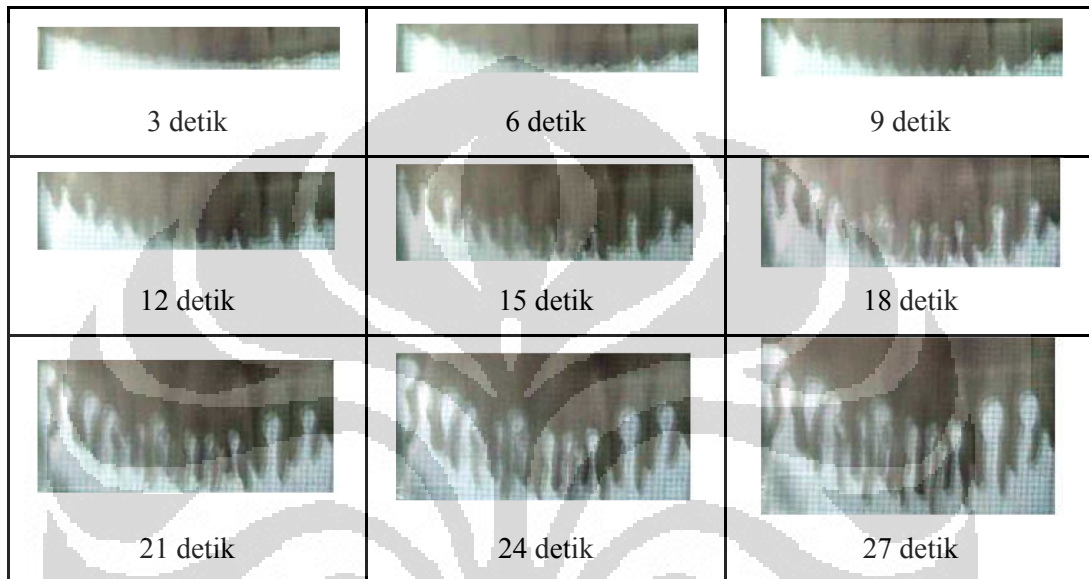 3 detik
6 detik
9 detik
12 detik
15 detik
18 detik
21 detik
24 detik
27 detik